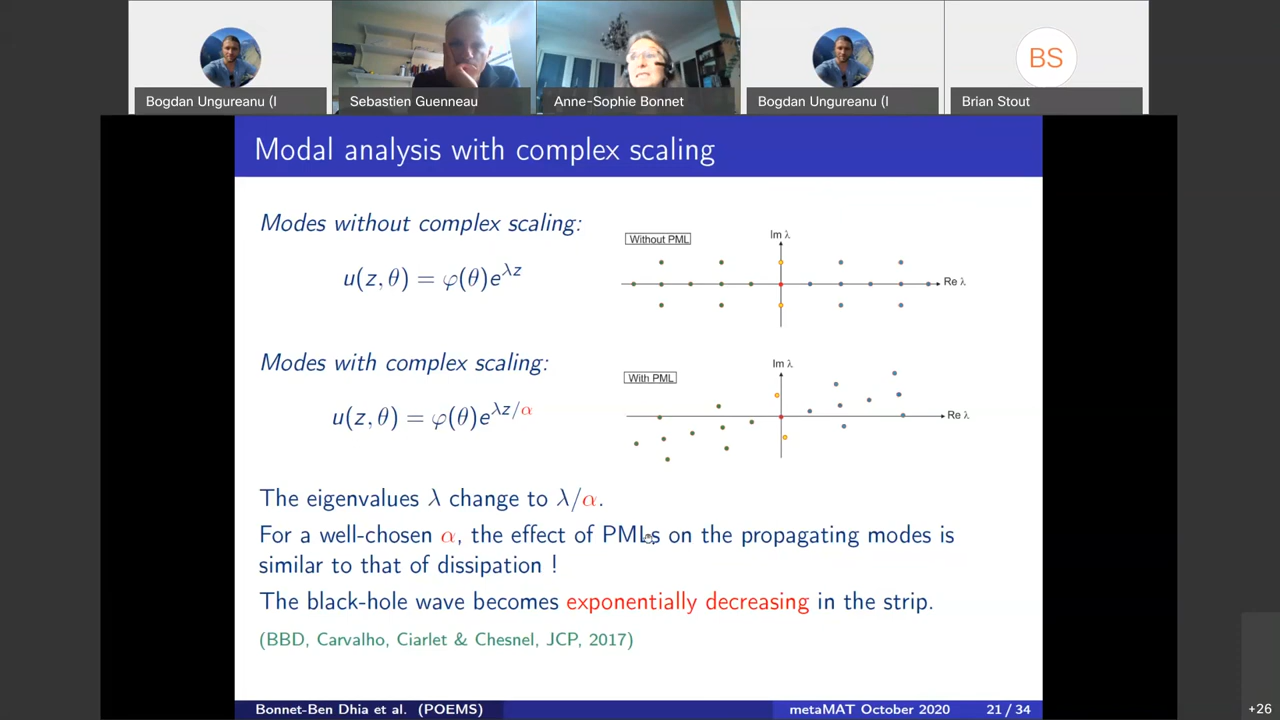 Bogdan Ungureanu (I
Sebastien Guenneau
Anne-Sophie Bonnet
Bogdan Ungureanu (I
BS
Brian Stout
Modal analysis with complex scaling
Modes without complex scaling:
u(z, θ) = φ(θ)e^{λz}
Without PML
Im λ
Re λ
Modes with complex scaling:
u(z, θ) = φ(θ)e^{λz/α}
With PML
Im λ
Re λ
The eigenvalues λ change to λ/α.
For a well-chosen α, the effect of PMLs on the propagating modes is
similar to that of dissipation !
The black-hole wave becomes exponentially decreasing in the strip.
(BBD, Carvalho, Ciarlet & Chesnel, JCP, 2017)
Bonnet-Ben Dhia et al. (POEMS)
metaMAT October 2020
21 / 34
+26